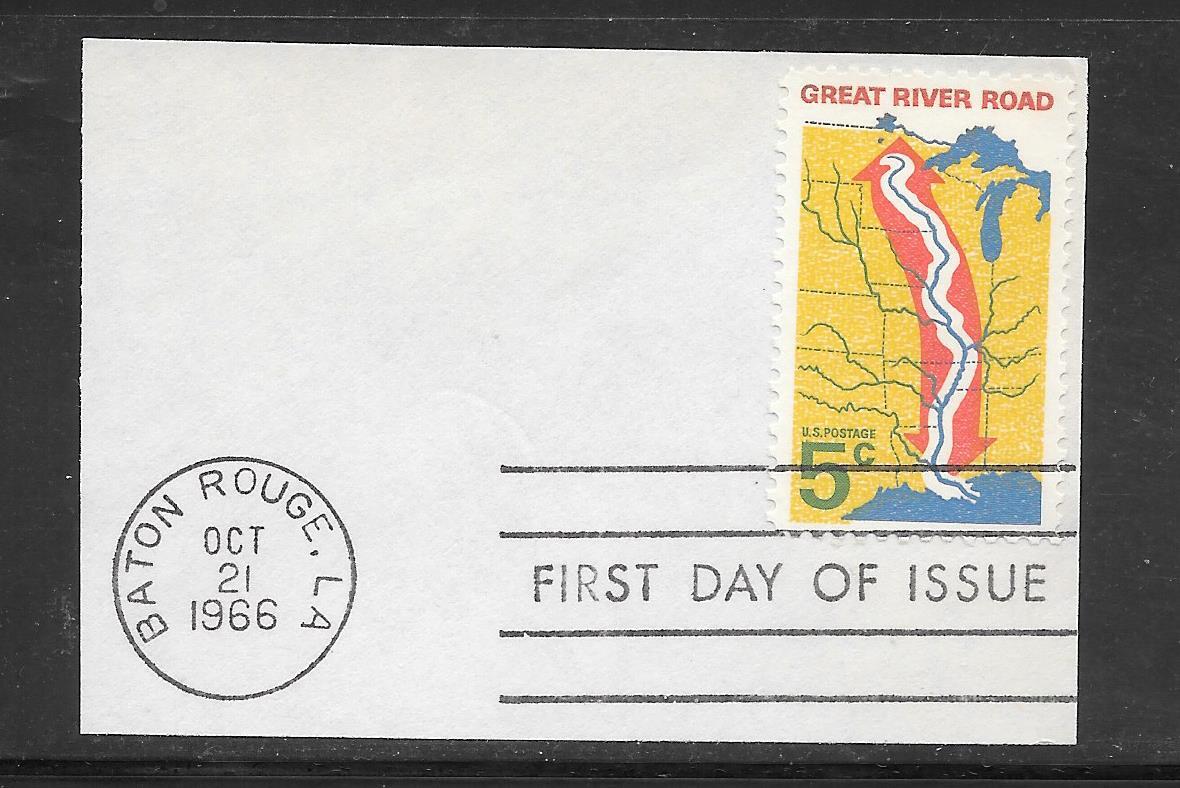 GREAT RIVER ROAD
U.S. POSTAGE
5c
BATON ROUGE, LA
OCT
21
1966
FIRST DAY OF ISSUE